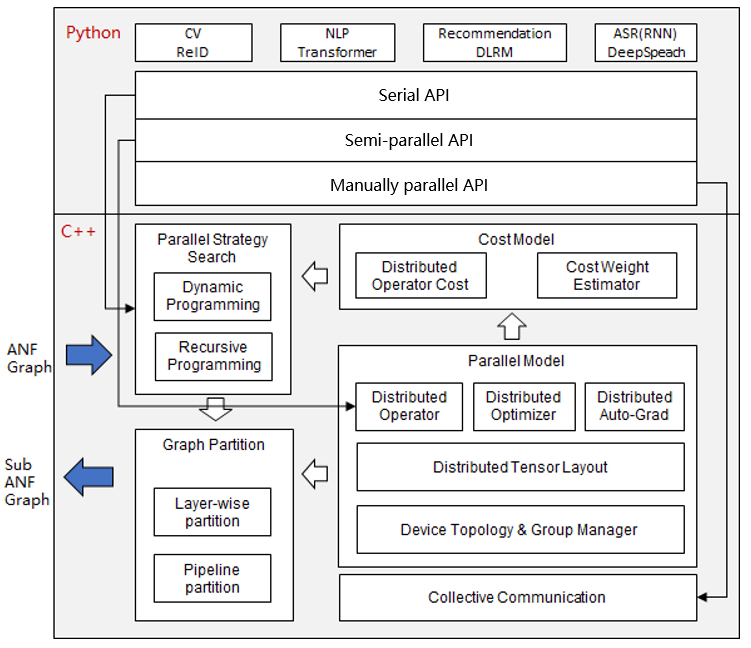 Python
CV
ReID
NLP
Transformer
Recommendation
DLRM
ASR(RNN)
DeepSpeach
Serial API
Semi-parallel API
Manually parallel API
C++
Parallel Strategy
Search
Dynamic
Programming
Recursive
Programming
Cost Model
Distributed
Operator Cost
Cost Weight
Estimator
ANF
Graph
Parallel Model
Distributed
Operator
Distributed
Optimizer
Distributed
Auto-Grad
Distributed Tensor Layout
Device Topology & Group Manager
Sub
ANF
Graph
Graph Partition
Layer-wise
partition
Pipeline
partition
Collective Communication